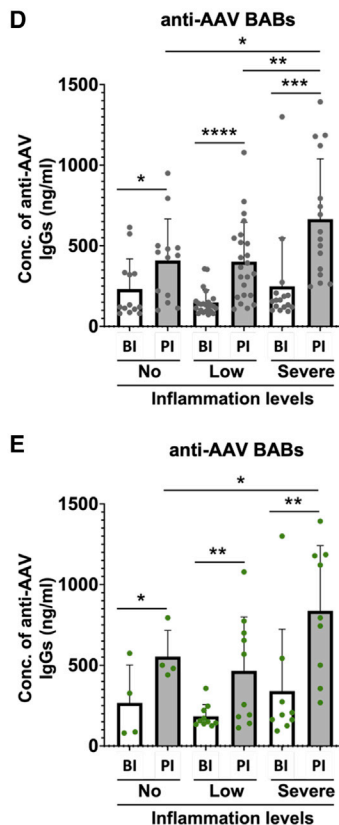 D
anti-AAV BABs
*
**
***
****
*
1500
1000
500
0
Conc. of anti-AAV
IgGs (ng/ml)
BI PI BI PI BI PI
No Low Severe
Inflammation levels
E
anti-AAV BABs
*
**
**
*
1500
1000
500
0
Conc. of anti-AAV
IgGs (ng/ml)
BI PI BI PI BI PI
No Low Severe
Inflammation levels